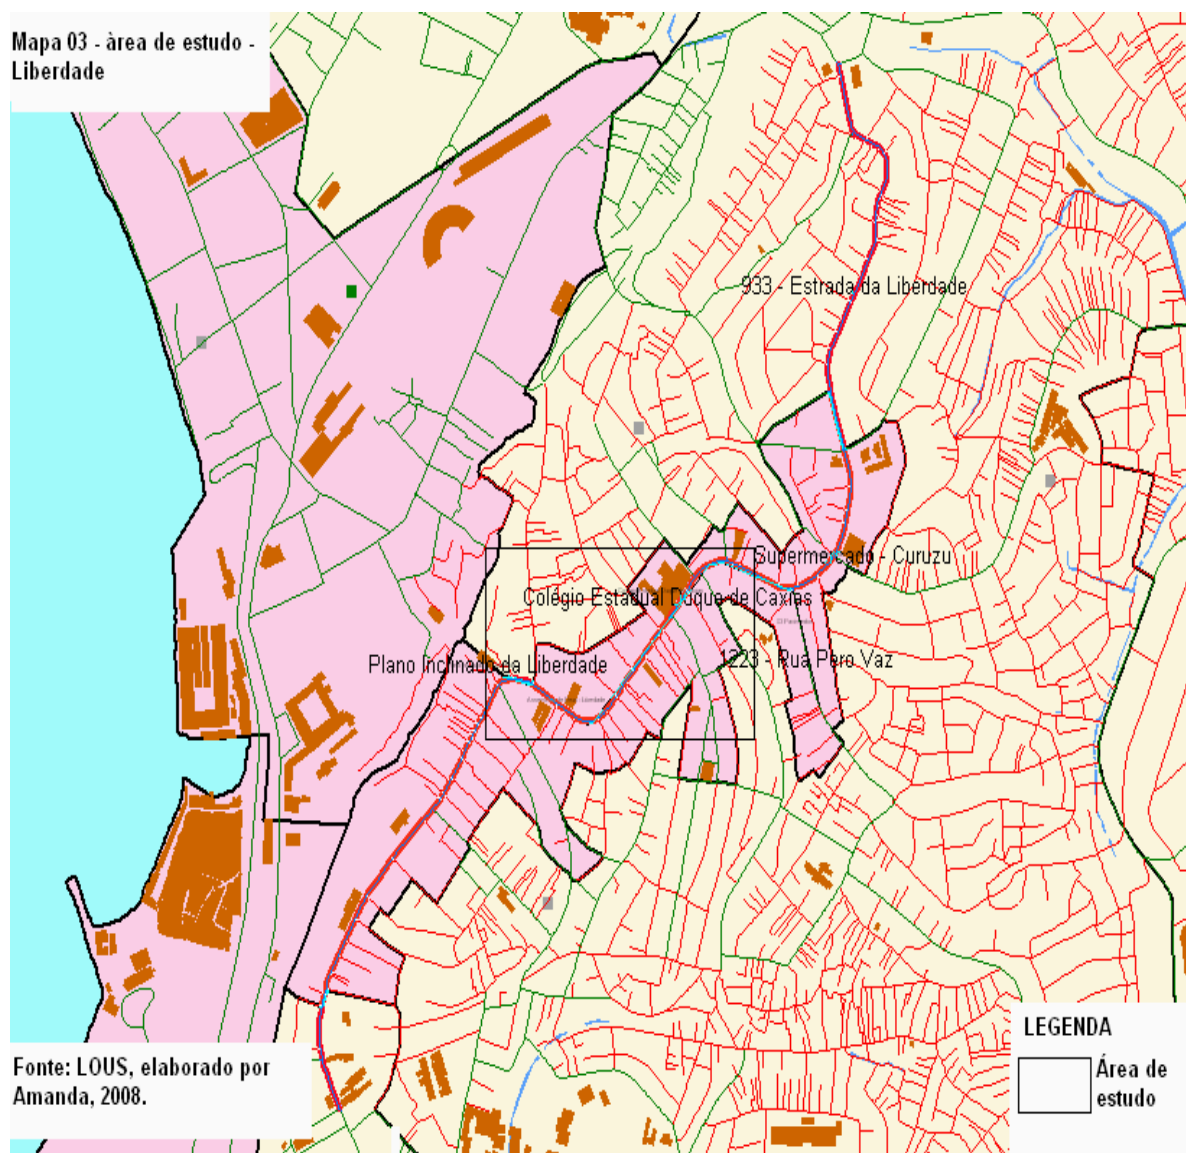 Mapa 03 - àrea de estudo -
Liberdade
933 - Estrada da Liberdade
Supermercado - Curuzu
Colégio Estadual Duque de Caxias
1223 - Rua Pero Vaz
Plano Inclinado da Liberdade
LEGENDA
Área de
estudo
Fonte: LOUS, elaborado por
Amanda, 2008.